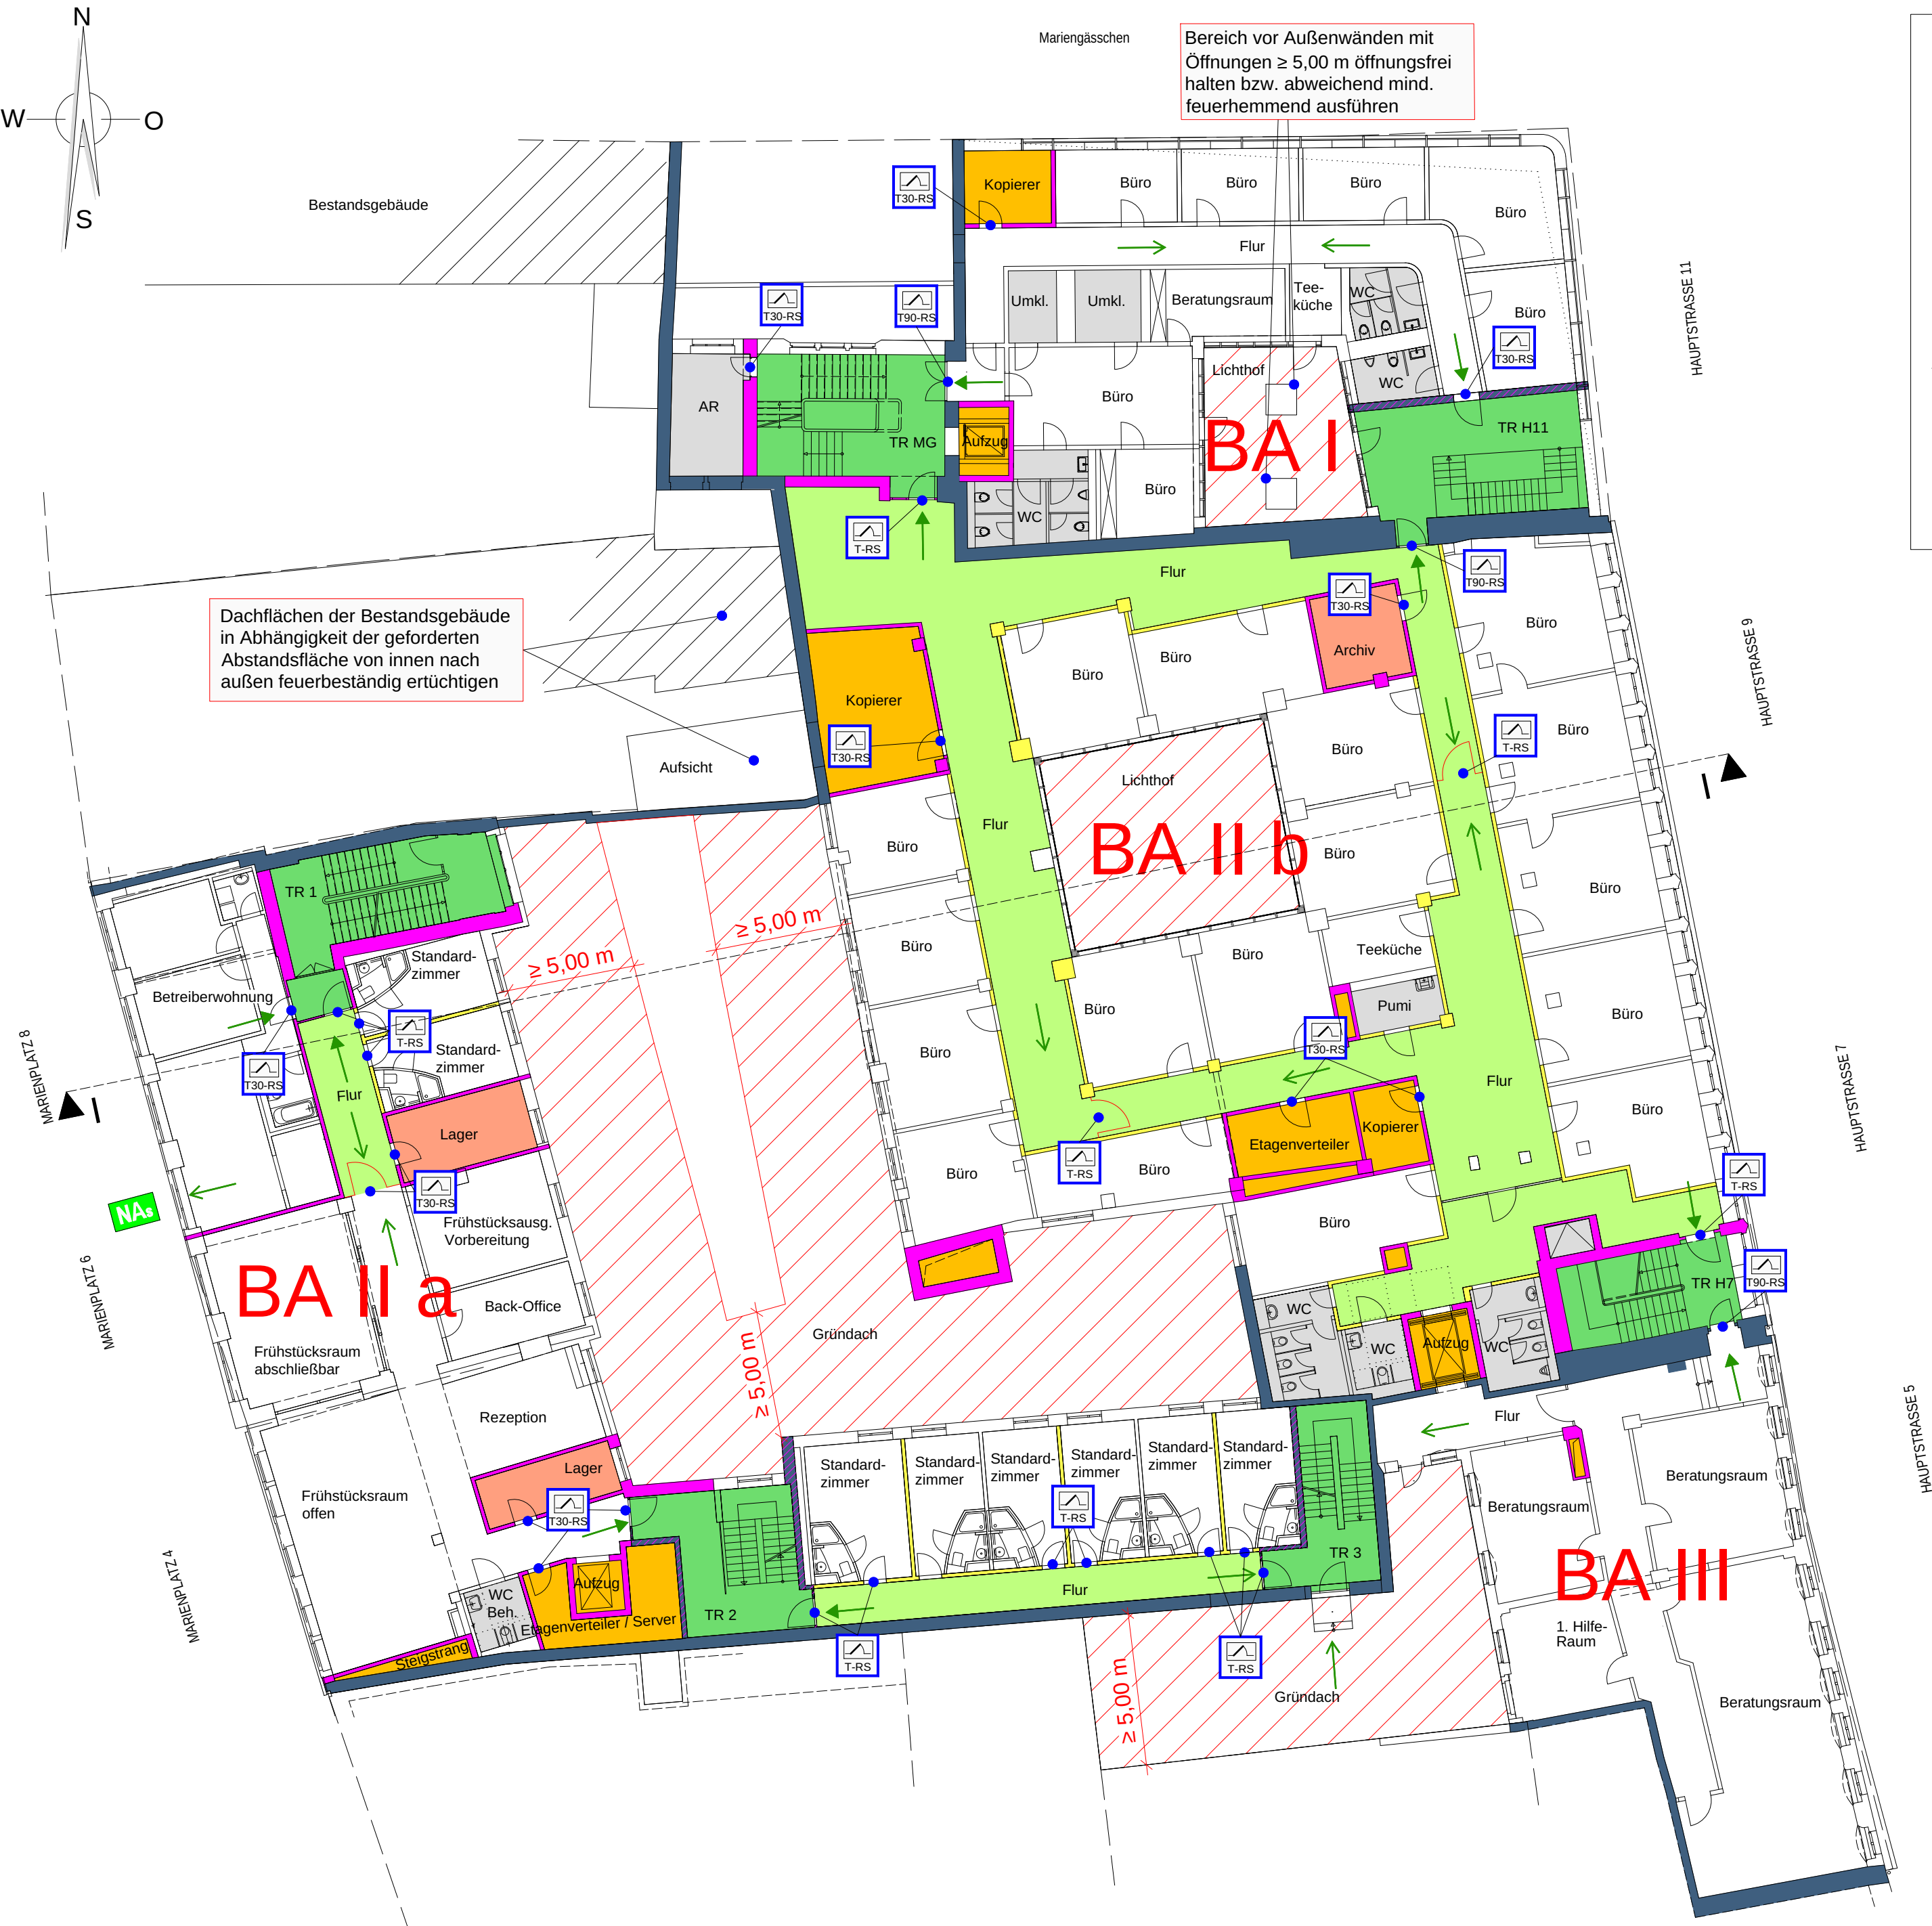 N
W
O
S
Mariengässchen
Bereich vor Außenwänden mit
Öffnungen ≥ 5,00 m öffnungsfrei
halten bzw. abweichend mind.
feuerhemmend ausführen
Bestandsgebäude
T30-RS
Kopierer
Büro
Büro
Büro
Büro
Flur
HAUPTSTRASSE 11
T30-RS
T90-RS
Umkl.
Umkl.
Beratungsraum
Tee-
küche
WC
Büro
T30-RS
Lichthof
WC
AR
Büro
TR MG
Aufzug
BA I
TR H11
Büro
WC
T-RS
Flur
T90-RS
T30-RS
Dachflächen der Bestandsgebäude
in Abhängigkeit der geforderten
Abstandsfläche von innen nach
außen feuerbeständig ertüchtigen
Büro
HAUPTSTRASSE 9
Archiv
Büro
Büro
Kopierer
T30-RS
Büro
T-RS
Büro
Aufsicht
Lichthof
I
Flur
BA II b
Büro
Büro
Büro
TR 1
≥ 5,00 m
≥ 5,00 m
Büro
Büro
Teeküche
Standard-
zimmer
Betreiberwohnung
Büro
Pumi
Büro
T-RS
T30-RS
Standard-
zimmer
Büro
T30-RS
MARIENPLATZ 8
I
Flur
Flur
HAUPTSTRASSE 7
Büro
Lager
Etagenverteiler
Kopierer
T-RS
Büro
Büro
T-RS
T30-RS
NAs
Frühstücksausg.
Vorbereitung
Büro
BA II a
MARIENPLATZ 6
Back-Office
Gründach
TR H7
T90-RS
WC
WC
Aufzug
WC
Frühstücksraum
abschließbar
≥ 5,00 m
Rezeption
Flur
HAUPTSTRASSE 5
Lager
Standard-
zimmer
Standard-
zimmer
Standard-
zimmer
Standard-
zimmer
Standard-
zimmer
Standard-
zimmer
Beratungsraum
Beratungsraum
Frühstücksraum
offen
T30-RS
T-RS
TR 3
BA III
MARIENPLATZ 4
Aufzug
WC
Beh.
Flur
TR 2
Etagenverteiler / Server
1. Hilfe-
Raum
Steigstrang
T-RS
T-RS
≥ 5,00 m
Gründach
Beratungsraum